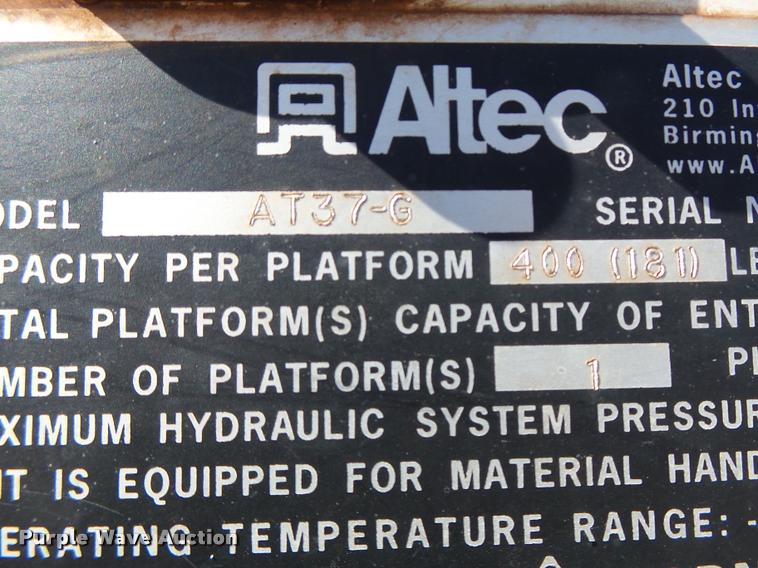 Altec®
Altec
210 In
Birming
www.A
ODEL AT37-G SERIAL N
PACITY PER PLATFORM 400 (181) LB
TAL PLATFORM(S) CAPACITY OF ENT
MBER OF PLATFORM(S) 1 PL
XIMUM HYDRAULIC SYSTEM PRESSUR
IT IS EQUIPPED FOR MATERIAL HAND
ERATING TEMPERATURE RANGE: -
Purple Wave Auction